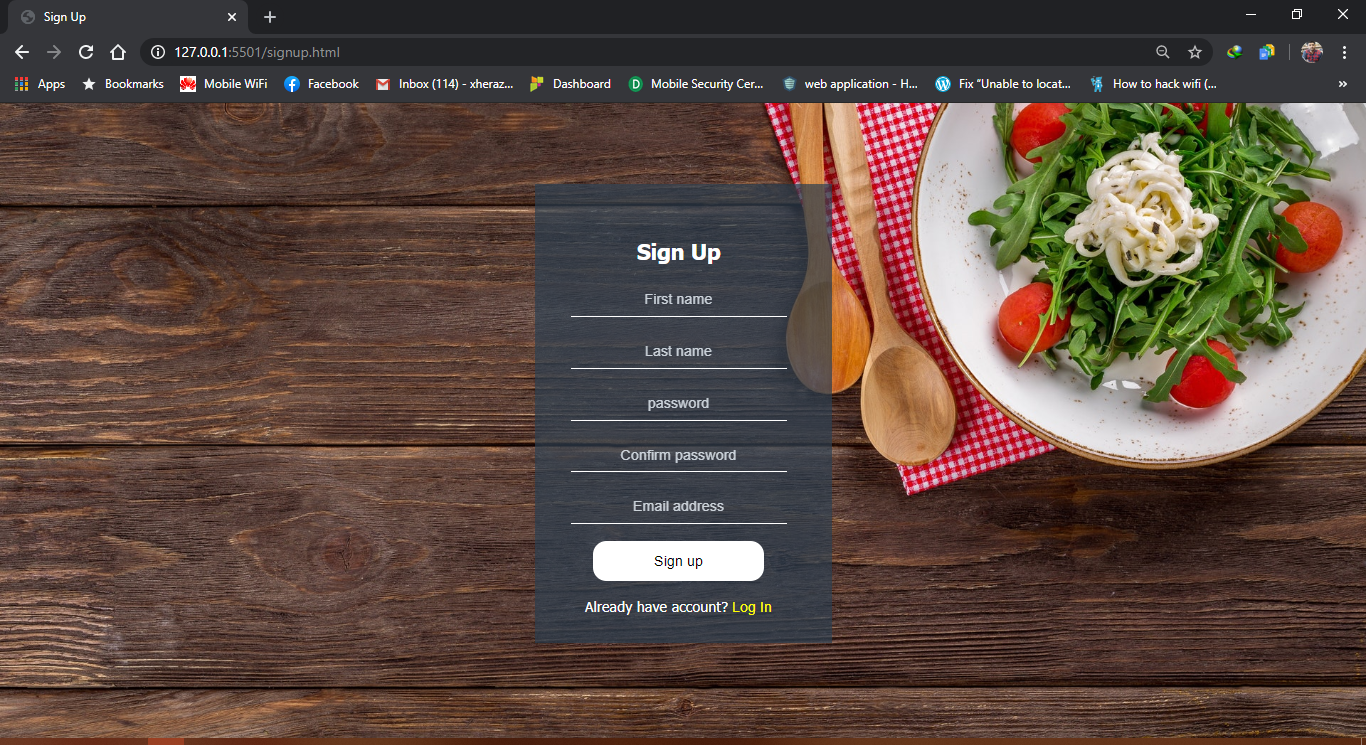 Sign Up
127.0.0.1:5501/signup.html
Apps Bookmarks Mobile WiFi Facebook Inbox (114) - xheraz... Dashboard D Mobile Security Cer... web application - H... Fix “Unable to locat... How to hack wifi (... »
Sign Up
First name
Last name
password
Confirm password
Email address
Sign up
Already have account? Log In